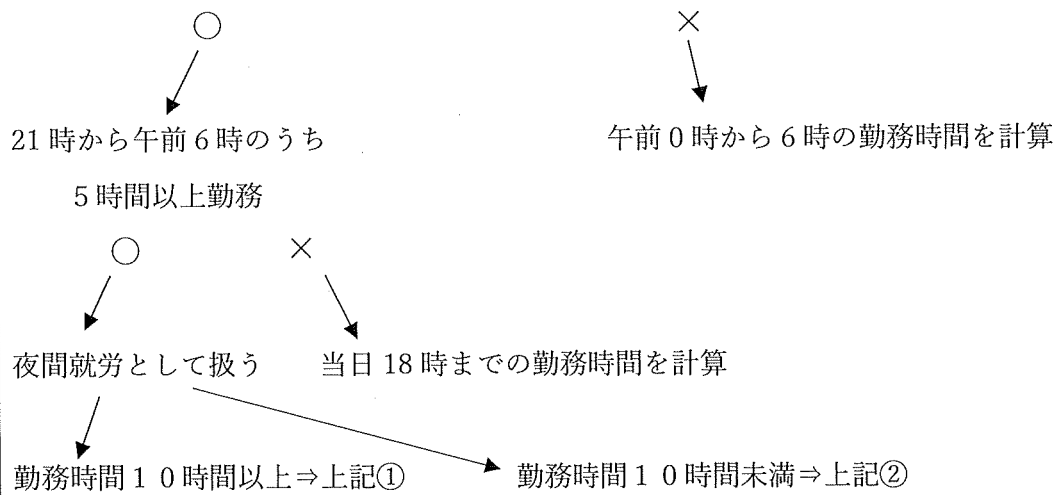 ○ ×
21時から午前6時のうち 午前0時から6時の勤務時間を計算
5時間以上勤務
○ ×
夜間就労として扱う 当日18時までの勤務時間を計算
勤務時間10時間以上⇒上記① 勤務時間10時間未満⇒上記②